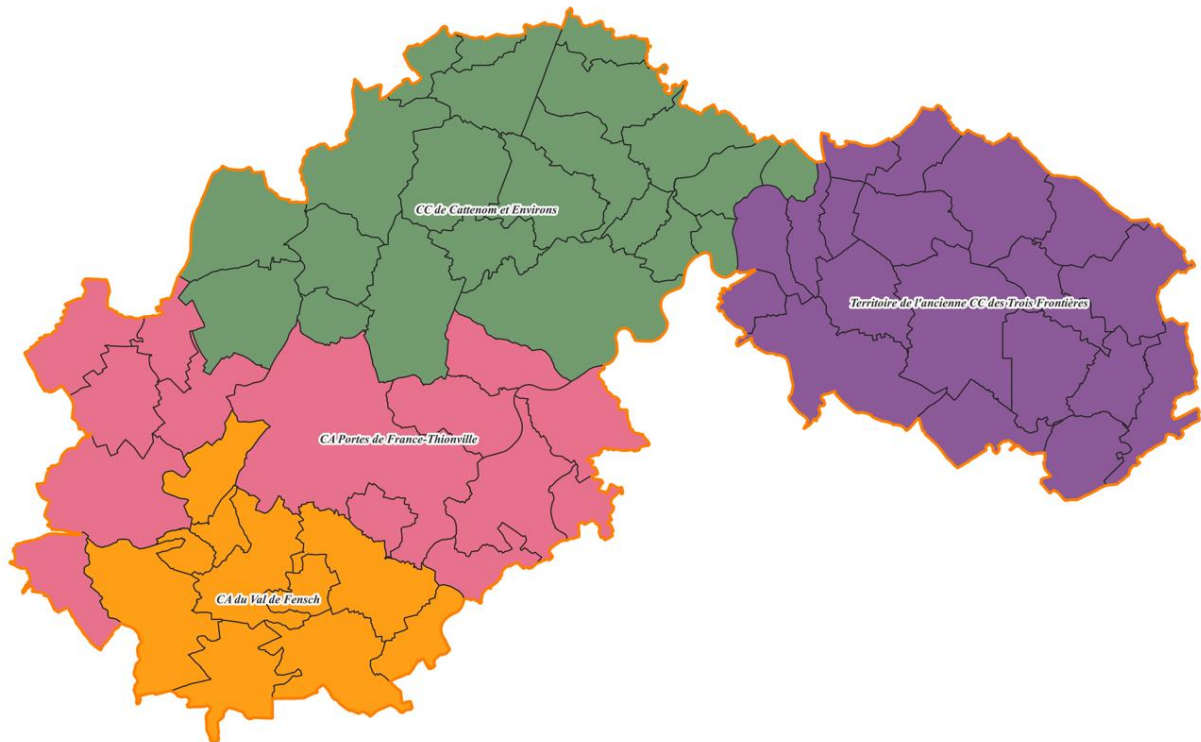 CC de Cattenom et Environs
Territoire de l'ancienne CC des Trois Frontières
CA Portes de France-Thionville
CA du Val de Fensch